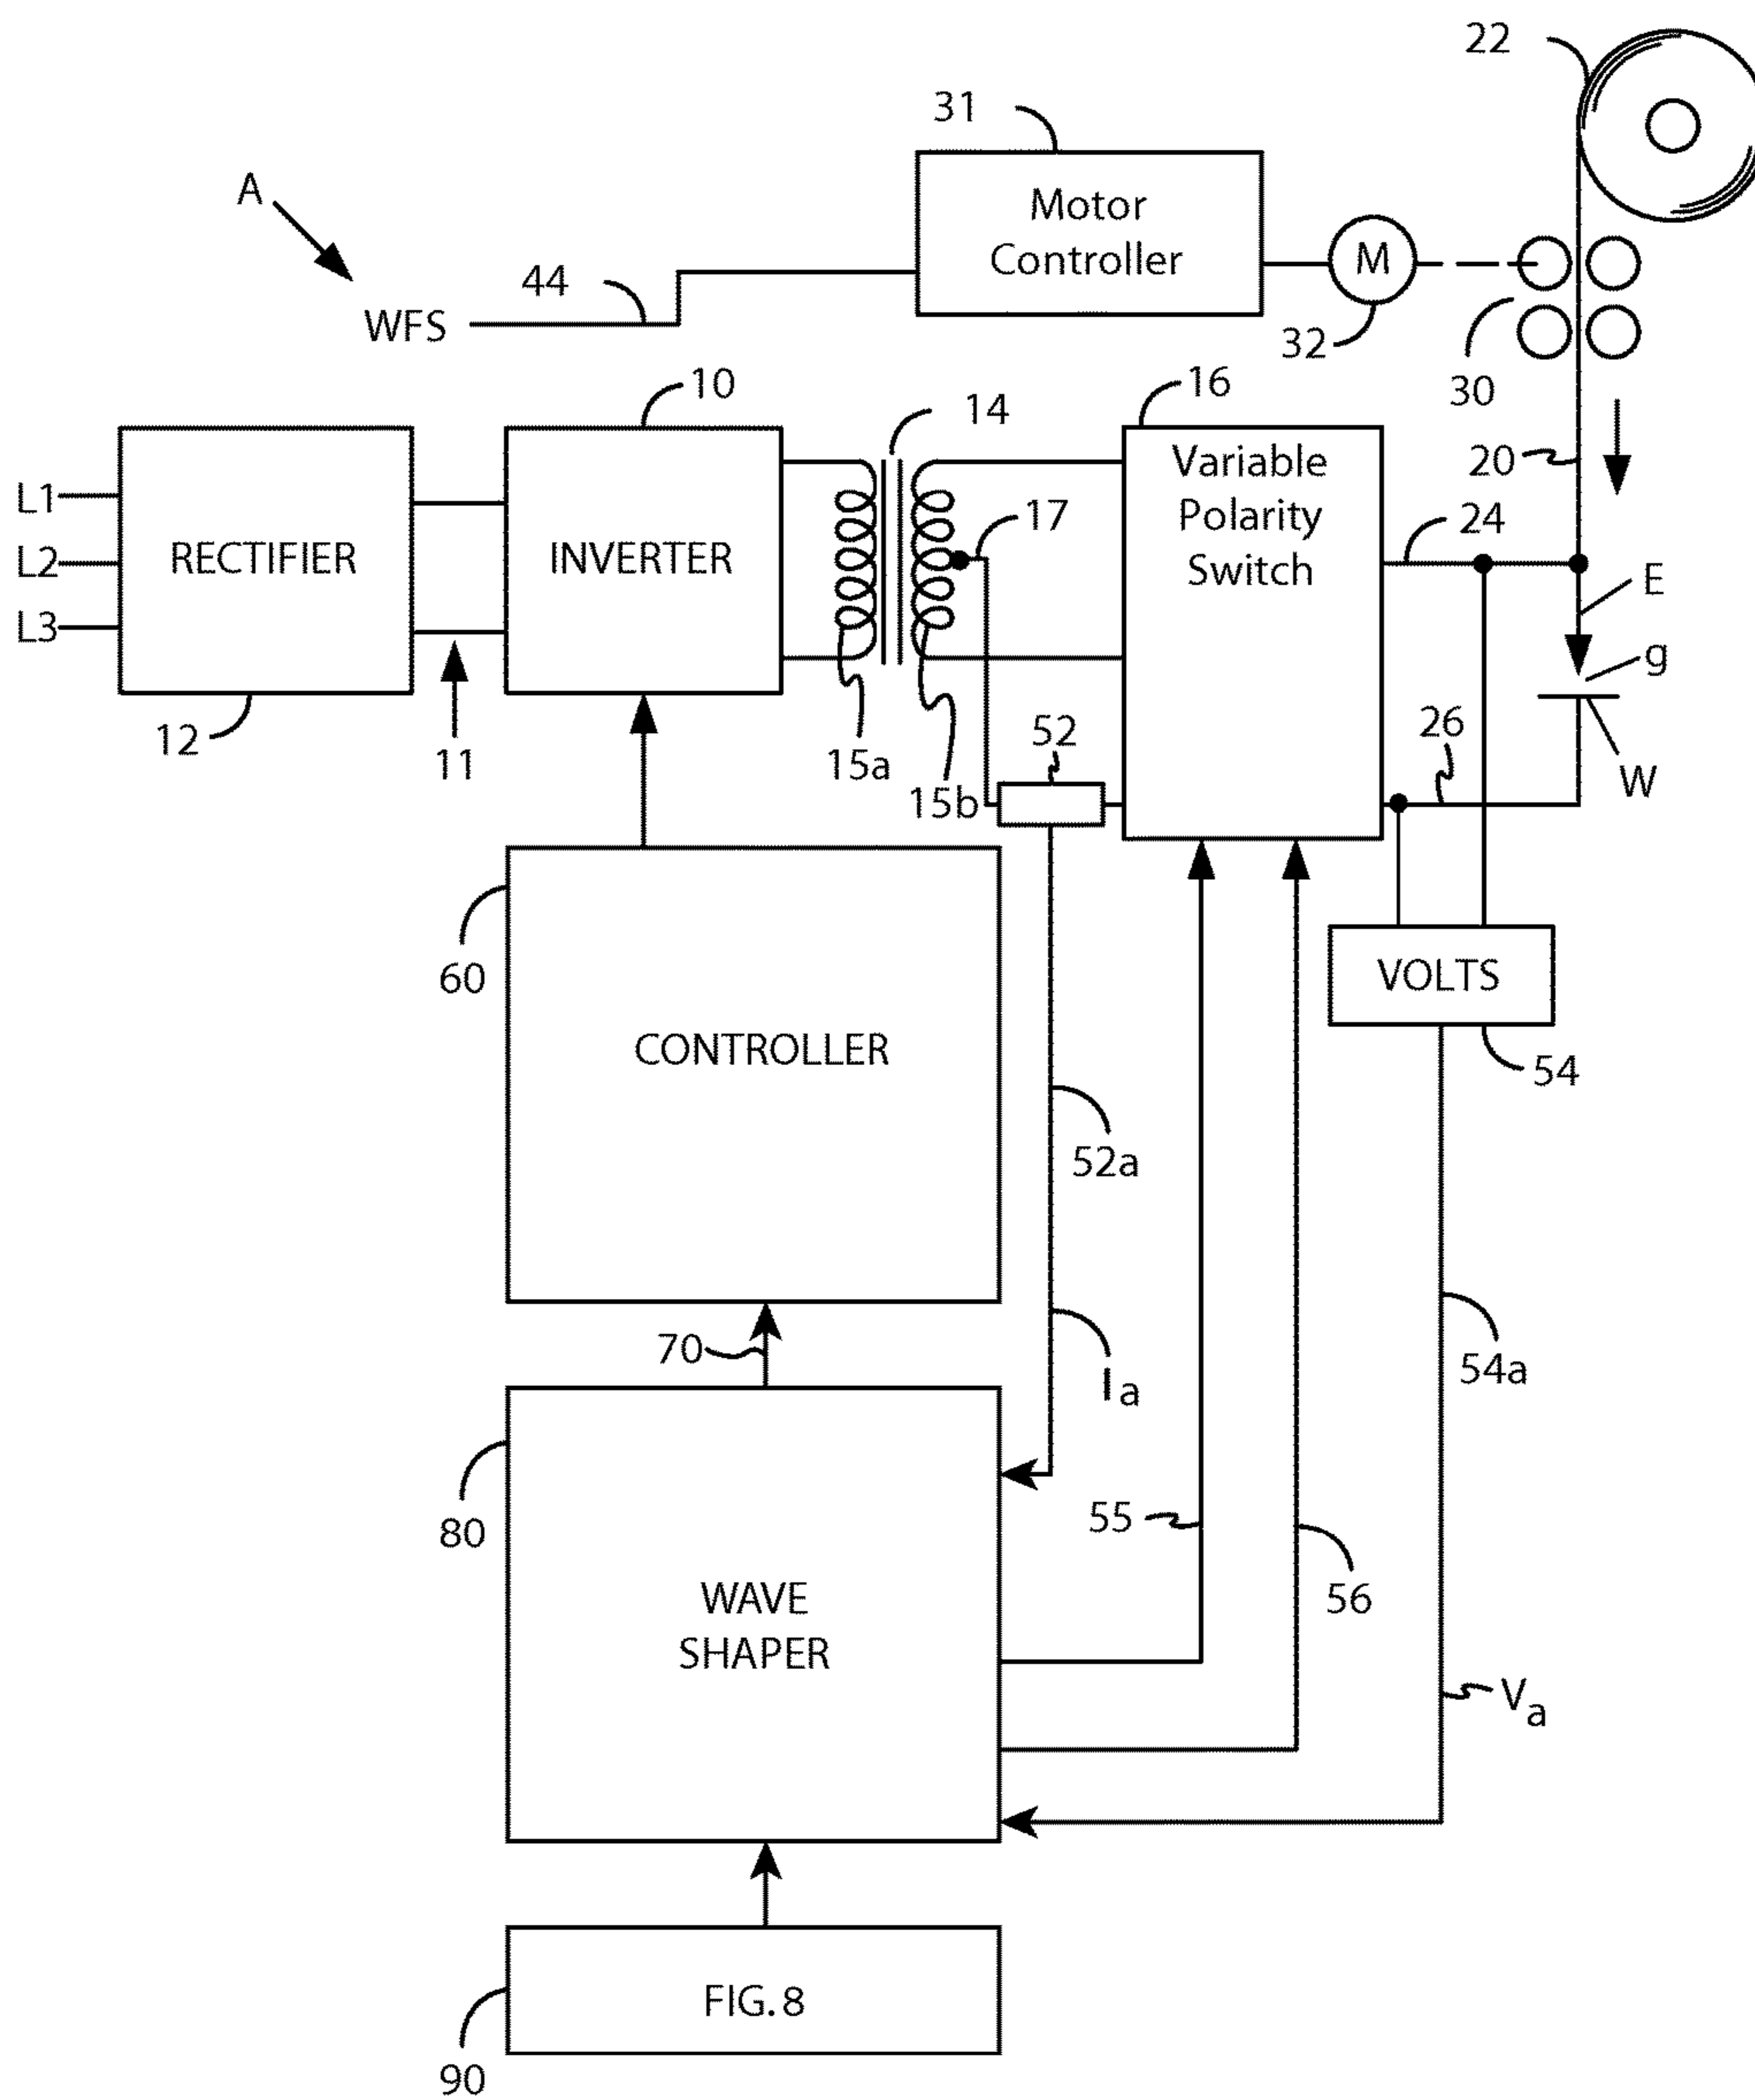 22
31
A
Motor
Controller
M
44
WFS
32
30
10
14
16
L1
L2
L3
RECTIFIER
INVERTER
17
Variable
Polarity
Switch
20
24
E
g
12
11
15a
15b
52
26
W
60
CONTROLLER
VOLTS
54
52a
70
Ia
54a
80
55
WAVE
SHAPER
56
Va
FIG. 8
90